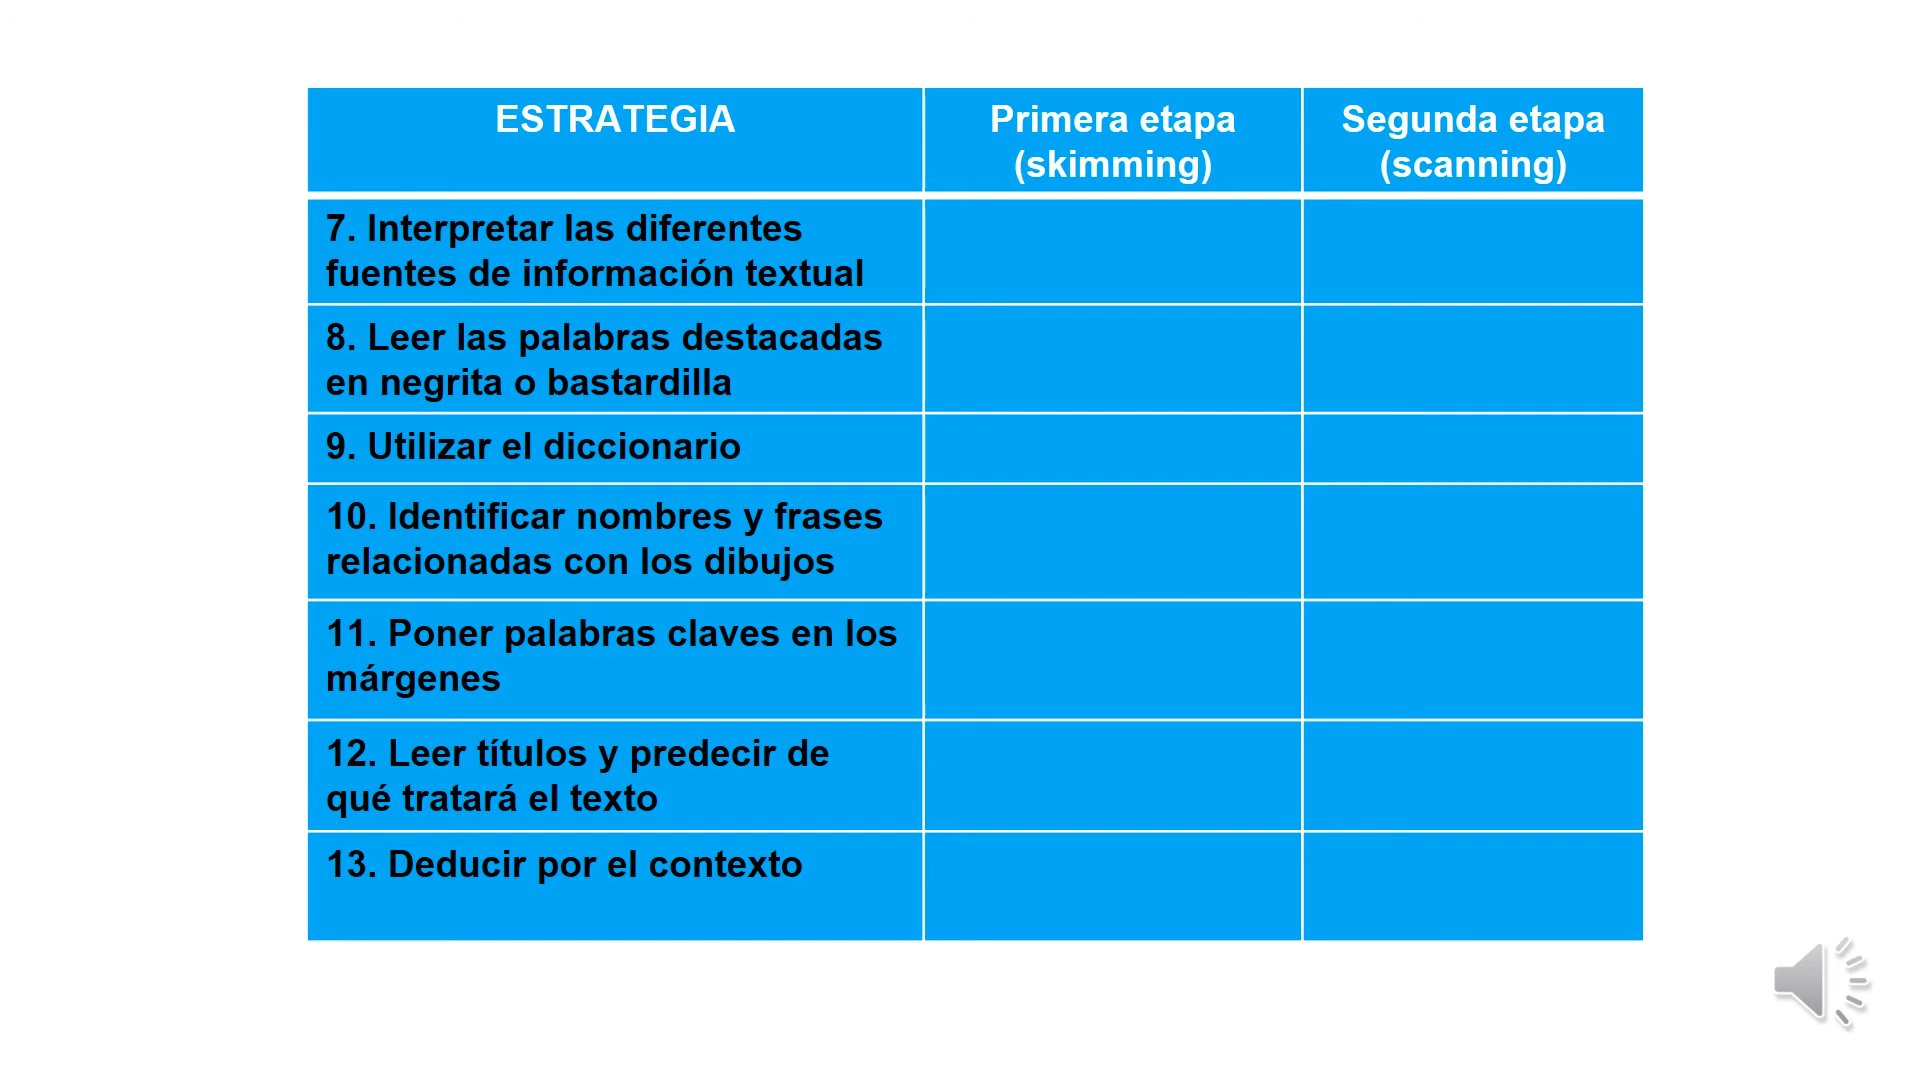 ESTRATEGIA
Primera etapa
(skimming)
Segunda etapa
(scanning)
7. Interpretar las diferentes
fuentes de información textual
8. Leer las palabras destacadas
en negrita o bastardilla
9. Utilizar el diccionario
10. Identificar nombres y frases
relacionadas con los dibujos
11. Poner palabras claves en los
márgenes
12. Leer títulos y predecir de
qué tratará el texto
13. Deducir por el contexto